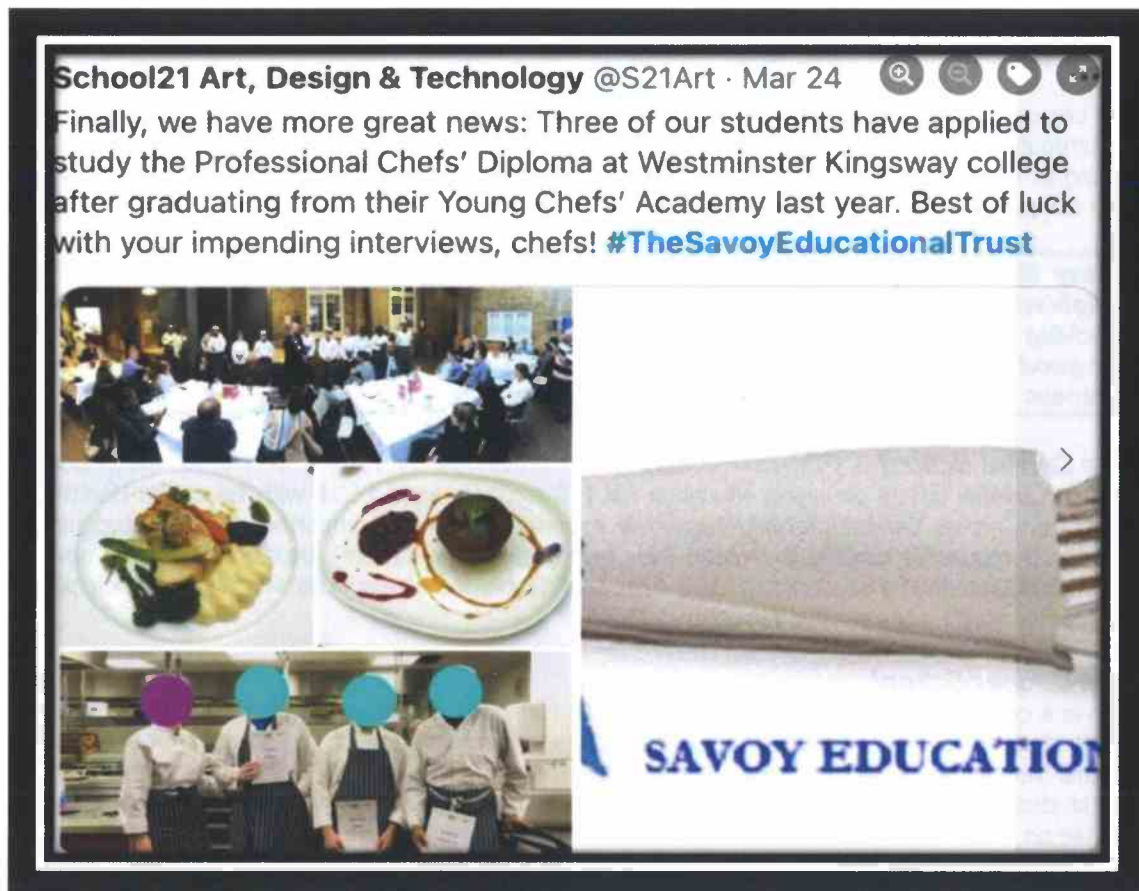 School21 Art, Design & Technology @S21Art · Mar 24
Finally, we have more great news: Three of our students have applied to
study the Professional Chefs' Diploma at Westminster Kingsway college
after graduating from their Young Chefs' Academy last year. Best of luck
with your impending interviews, chefs! #TheSavoyEducationalTrust
SAVOY EDUCATION